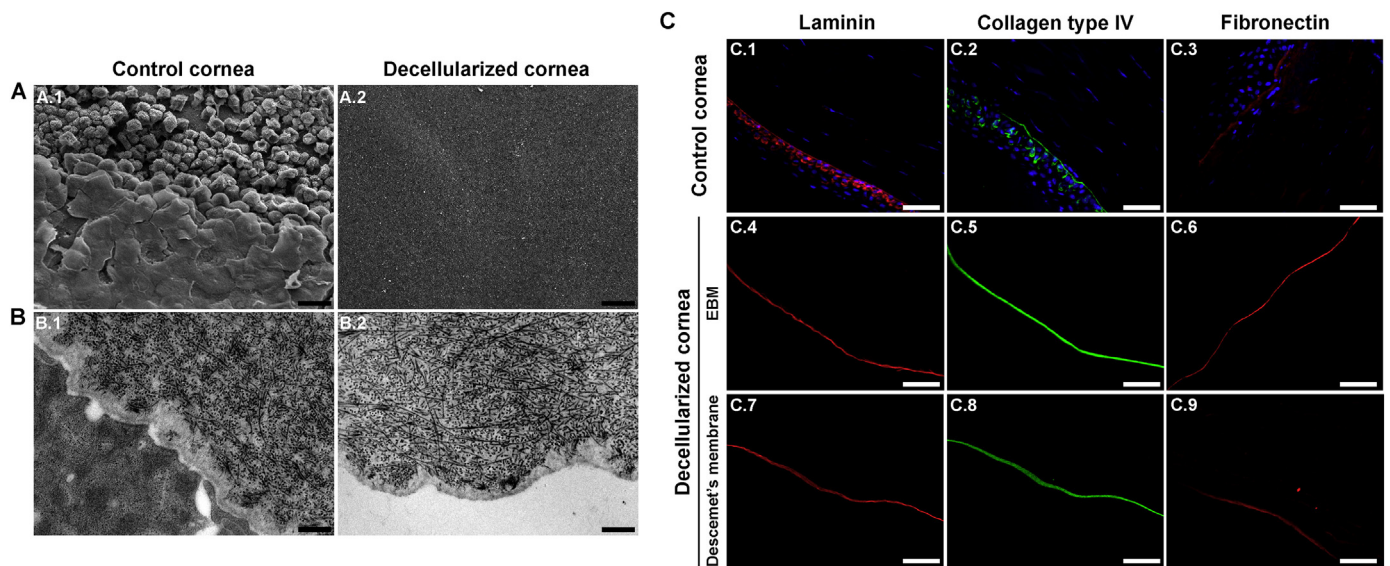 A
Control cornea
Decellularized cornea
A.1
A.2
B
B.1
B.2
C
Laminin
Collagen type IV
Fibronectin
Control cornea
C.1
C.2
C.3
Decellularized cornea
EBM
C.4
C.5
C.6
Descemet's membrane
C.7
C.8
C.9